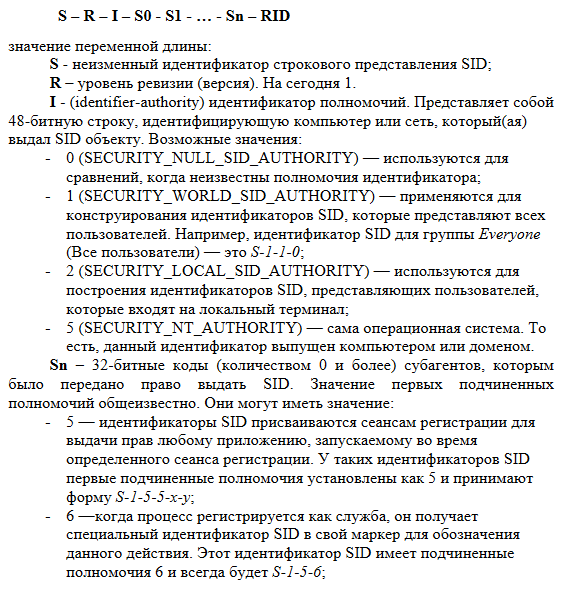 S – R – I – S0 - S1 - … - Sn – RID
значение переменной длины:
S - неизменный идентификатор строкового представления SID;
R – уровень ревизии (версия). На сегодня 1.
I - (identifier-authority) идентификатор полномочий. Представляет собой
48-битную строку, идентифицирующую компьютер или сеть, который(ая)
выдал SID объекту. Возможные значения:
- 0 (SECURITY_NULL_SID_AUTHORITY) — используются для
сравнений, когда неизвестны полномочия идентификатора;
- 1 (SECURITY_WORLD_SID_AUTHORITY) — применяются для
конструирования идентификаторов SID, которые представляют всех
пользователей. Например, идентификатор SID для группы Everyone
(Все пользователи) — это S-1-1-0;
- 2 (SECURITY_LOCAL_SID_AUTHORITY) — используются для
построения идентификаторов SID, представляющих пользователей,
которые входят на локальный терминал;
- 5 (SECURITY_NT_AUTHORITY) — сама операционная система. То
есть, данный идентификатор выпущен компьютером или доменом.
Sn – 32-битные коды (количеством 0 и более) субагентов, которым
было передано право выдать SID. Значение первых подчиненных
полномочий общеизвестно. Они могут иметь значение:
- 5 — идентификаторы SID присваиваются сеансам регистрации для
выдачи прав любому приложению, запускаемому во время
определенного сеанса регистрации. У таких идентификаторов SID
первые подчиненные полномочия установлены как 5 и принимают
форму S-1-5-5-x-y;
- 6 —когда процесс регистрируется как служба, он получает
специальный идентификатор SID в свой маркер для обозначения
данного действия. Этот идентификатор SID имеет подчиненные
полномочия 6 и всегда будет S-1-5-6;